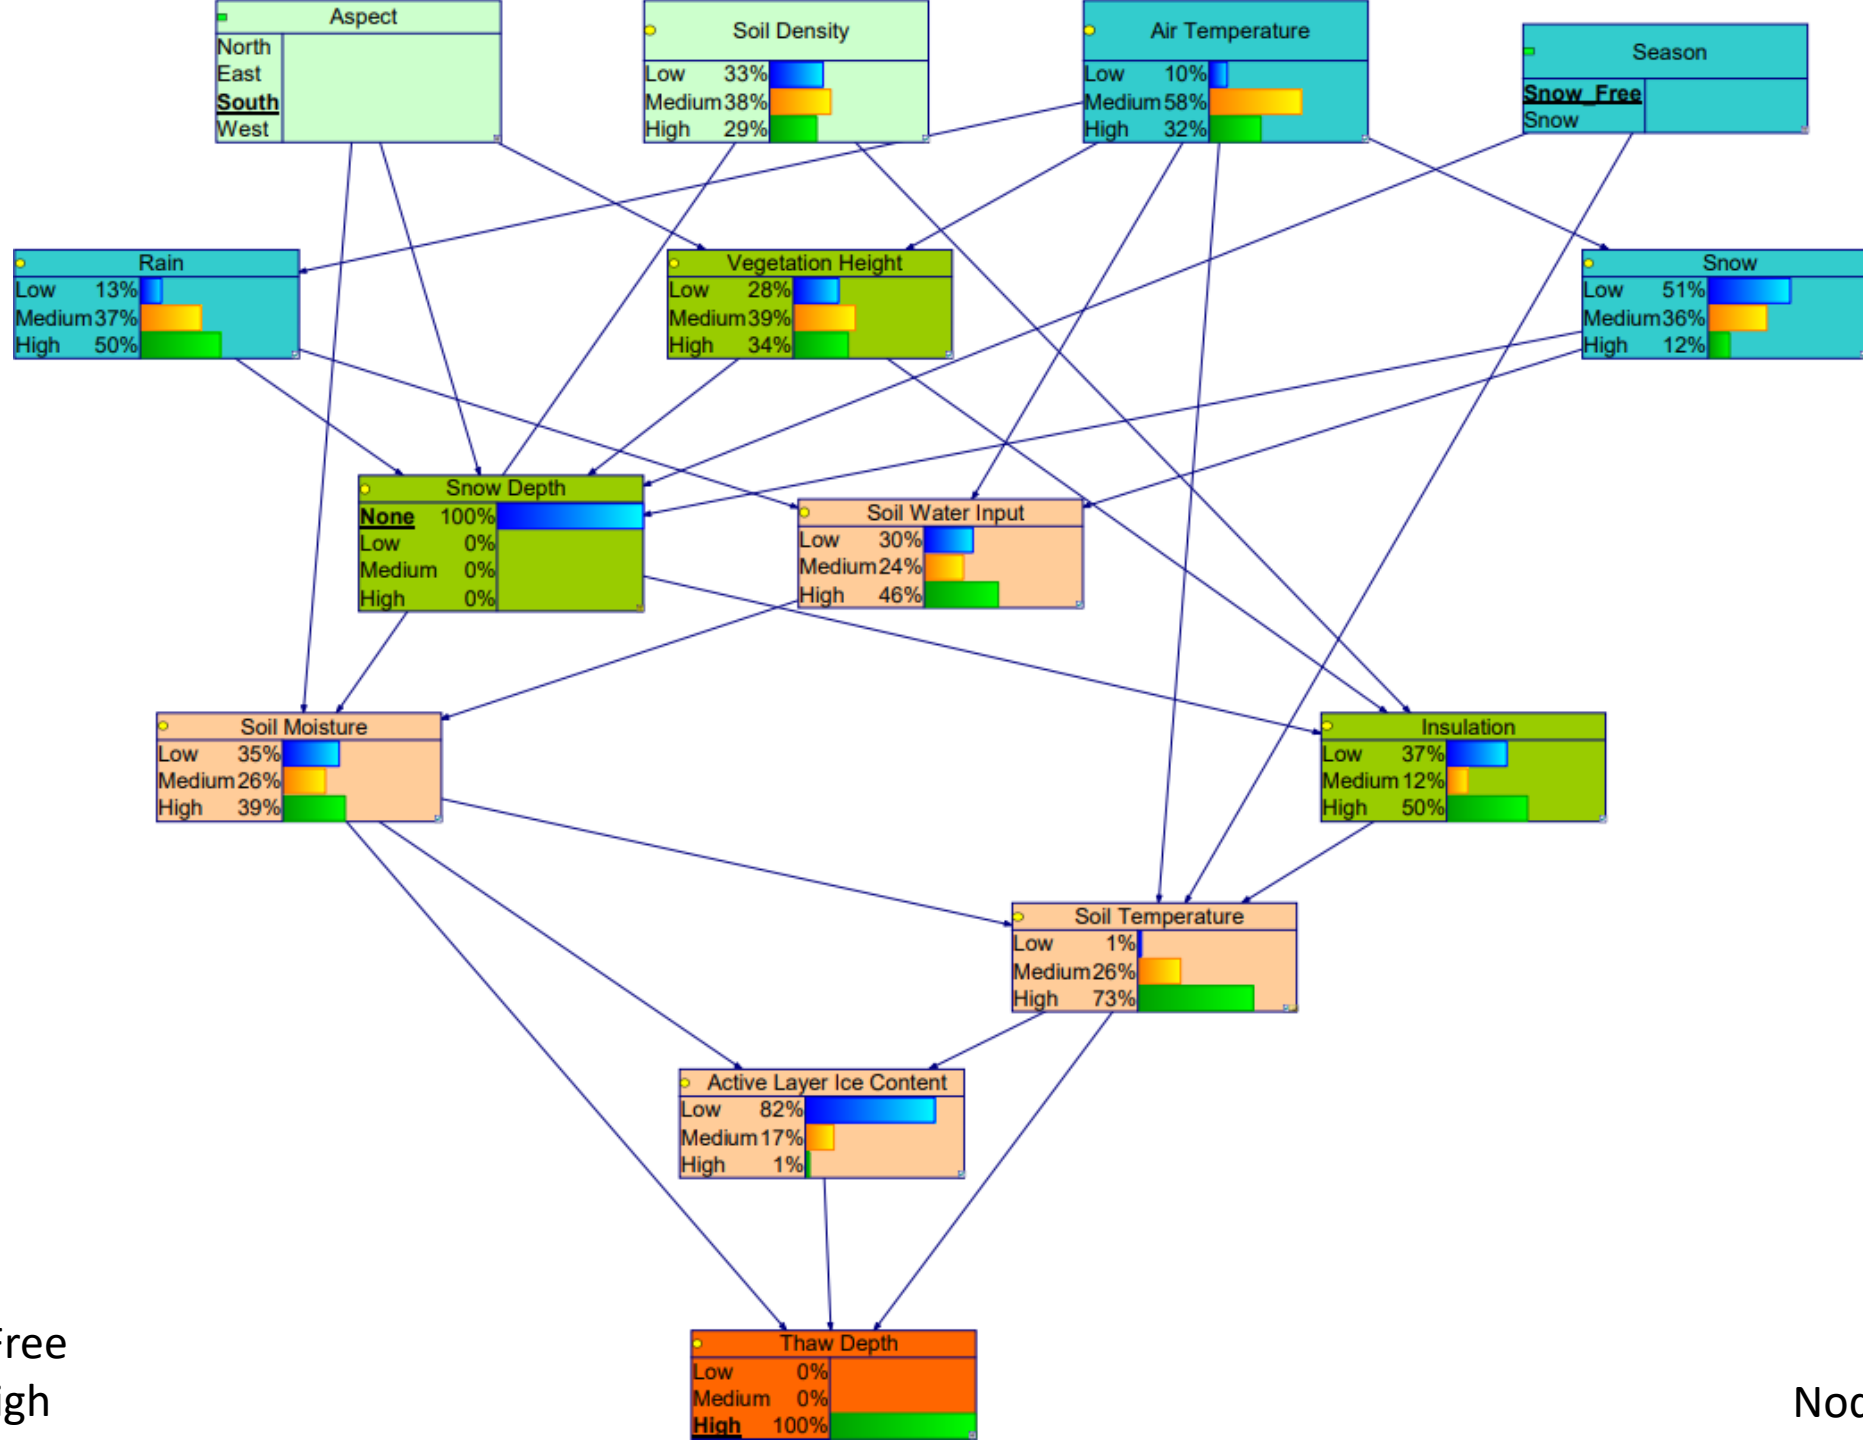 Aspect
North
East
South
West
Soil Density
Low 33%
Medium 38%
High 29%
Air Temperature
Low 10%
Medium 58%
High 32%
Season
Snow_Free
Snow
Rain
Low 13%
Medium 37%
High 50%
Vegetation Height
Low 28%
Medium 39%
High 34%
Snow
Low 51%
Medium 36%
High 12%
Snow Depth
None 100%
Low 0%
Medium 0%
High 0%
Soil Water Input
Low 30%
Medium 24%
High 46%
Soil Moisture
Low 35%
Medium 26%
High 39%
Insulation
Low 37%
Medium 12%
High 50%
Soil Temperature
Low 1%
Medium 26%
High 73%
Active Layer Ice Content
Low 82%
Medium 17%
High 1%
Thaw Depth
Low 0%
Medium 0%
High 100%
Free
igh
Nod